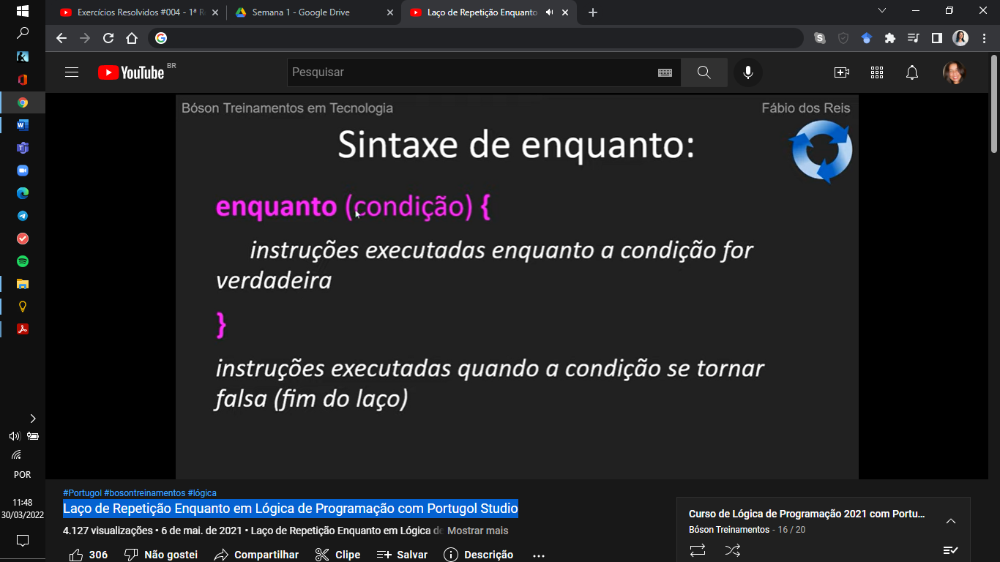 Exercícios Resolvidos #004 - 1ª R
Semana 1 - Google Drive
Laço de Repetição Enquanto
YouTube BR
Pesquisar
Bóson Treinamentos em Tecnologia
Fábio dos Reis
Sintaxe de enquanto:
enquanto (condição) {
instruções executadas enquanto a condição for
verdadeira
}
instruções executadas quando a condição se tornar
falsa (fim do laço)
POR
11:48
30/03/2022
#Portugol #bosontreinamentos #lógica
Laço de Repetição Enquanto em Lógica de Programação com Portugol Studio
4.127 visualizações • 6 de mai. de 2021 • Laço de Repetição Enquanto em Lógica de Mostrar mais
306 Não gostei Compartilhar Clipe Salvar Descrição
Curso de Lógica de Programação 2021 com Portu...
Bóson Treinamentos - 16 / 20